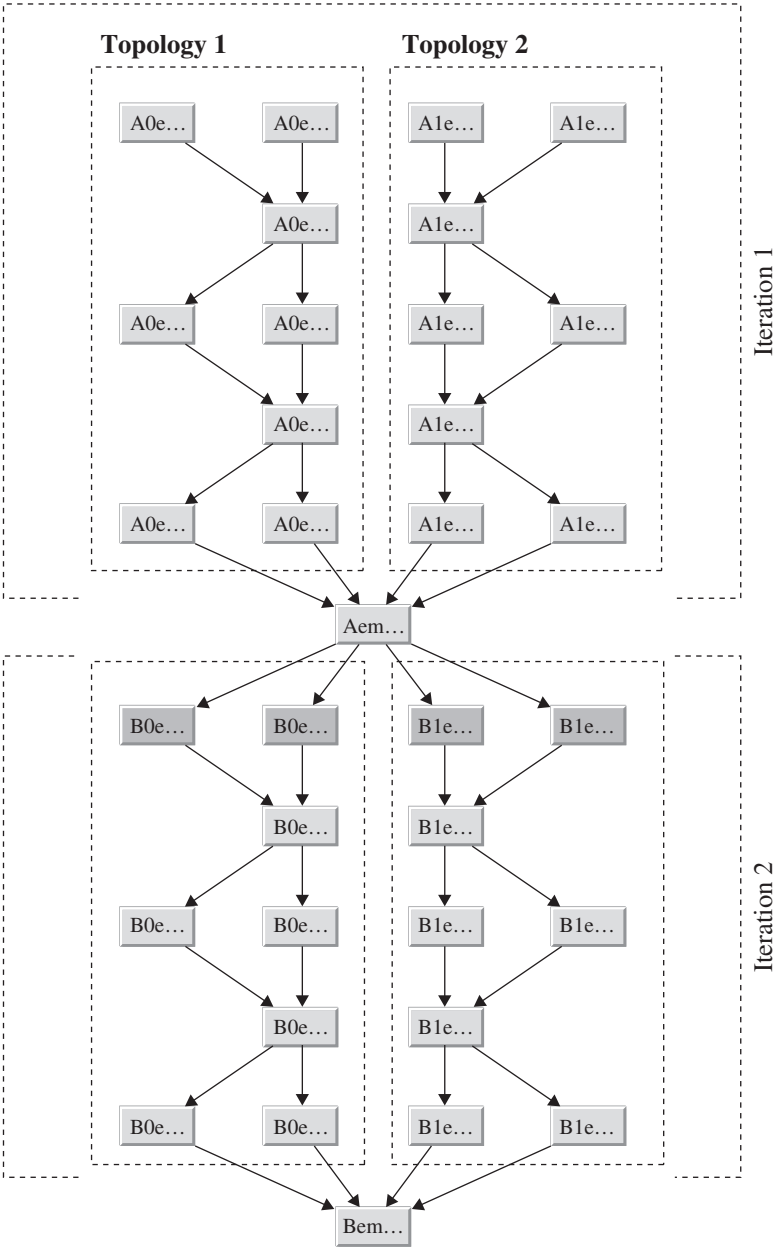 Topology 1 Topology 2
A0e… A0e… A1e… A1e…
A0e… A1e…
A0e… A0e… A1e… A1e…
A0e… A1e…
A0e… A0e… A1e… A1e…
Iteration 1
Aem…
B0e… B0e… B1e… B1e…
B0e… B1e…
B0e… B0e… B1e… B1e…
B0e… B1e…
B0e… B0e… B1e… B1e…
Iteration 2
Bem…